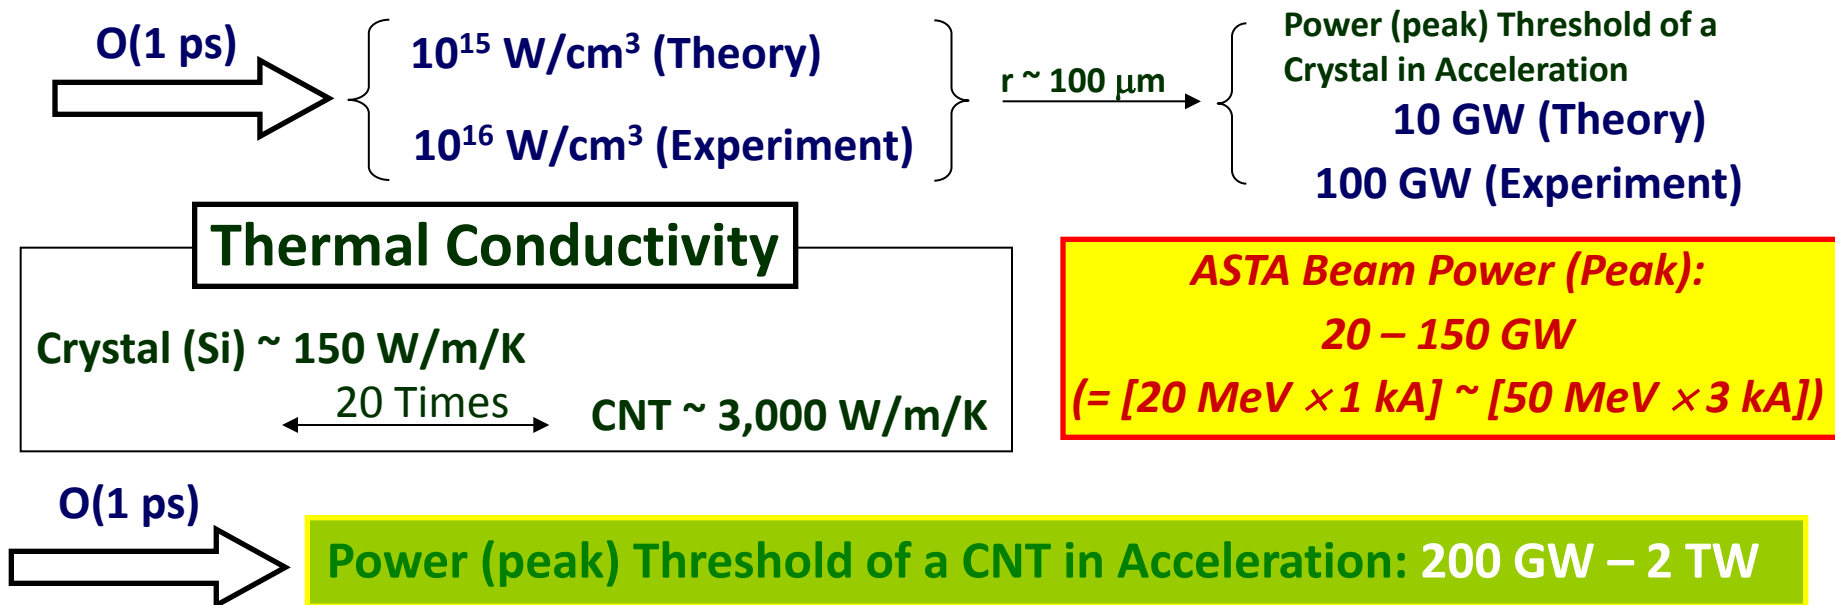 O(1 ps)
10¹⁵ W/cm³ (Theory)
10¹⁶ W/cm³ (Experiment)
r ~ 100 μm
Power (peak) Threshold of a
Crystal in Acceleration
10 GW (Theory)
100 GW (Experiment)
Thermal Conductivity
Crystal (Si) ~ 150 W/m/K
20 Times
CNT ~ 3,000 W/m/K
ASTA Beam Power (Peak):
20 – 150 GW
(= [20 MeV × 1 kA] ~ [50 MeV × 3 kA])
O(1 ps)
Power (peak) Threshold of a CNT in Acceleration: 200 GW – 2 TW